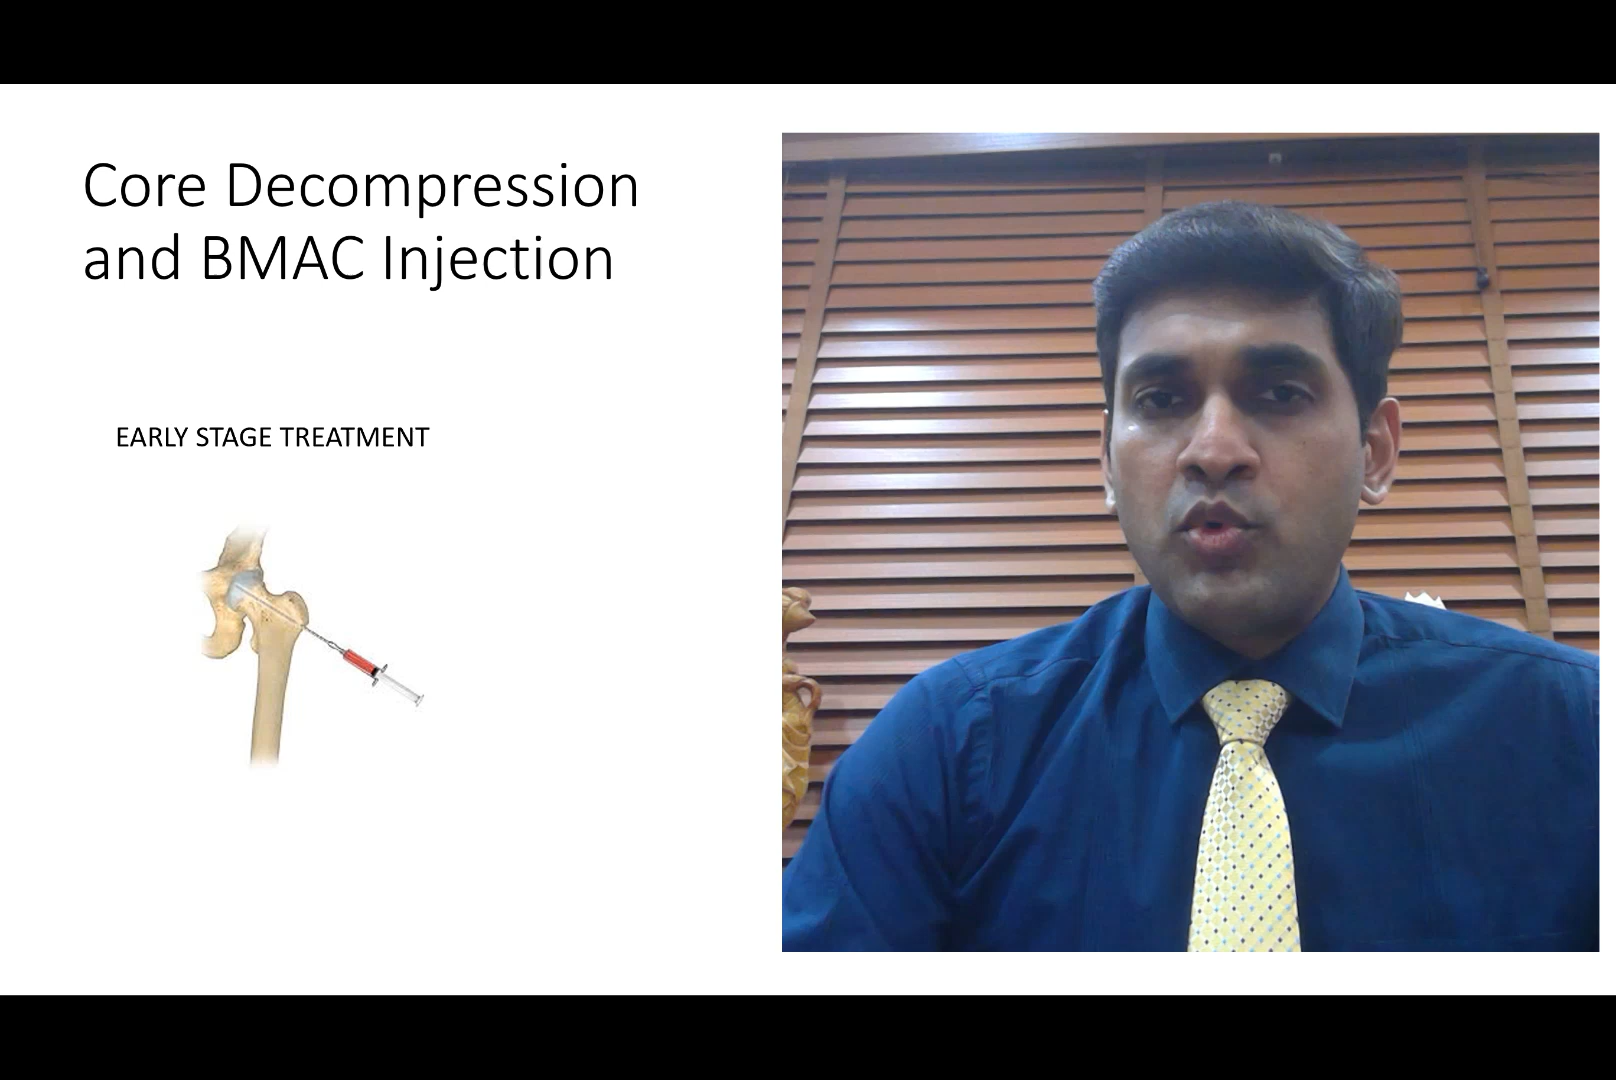 Core Decompression
and BMAC Injection
EARLY STAGE TREATMENT